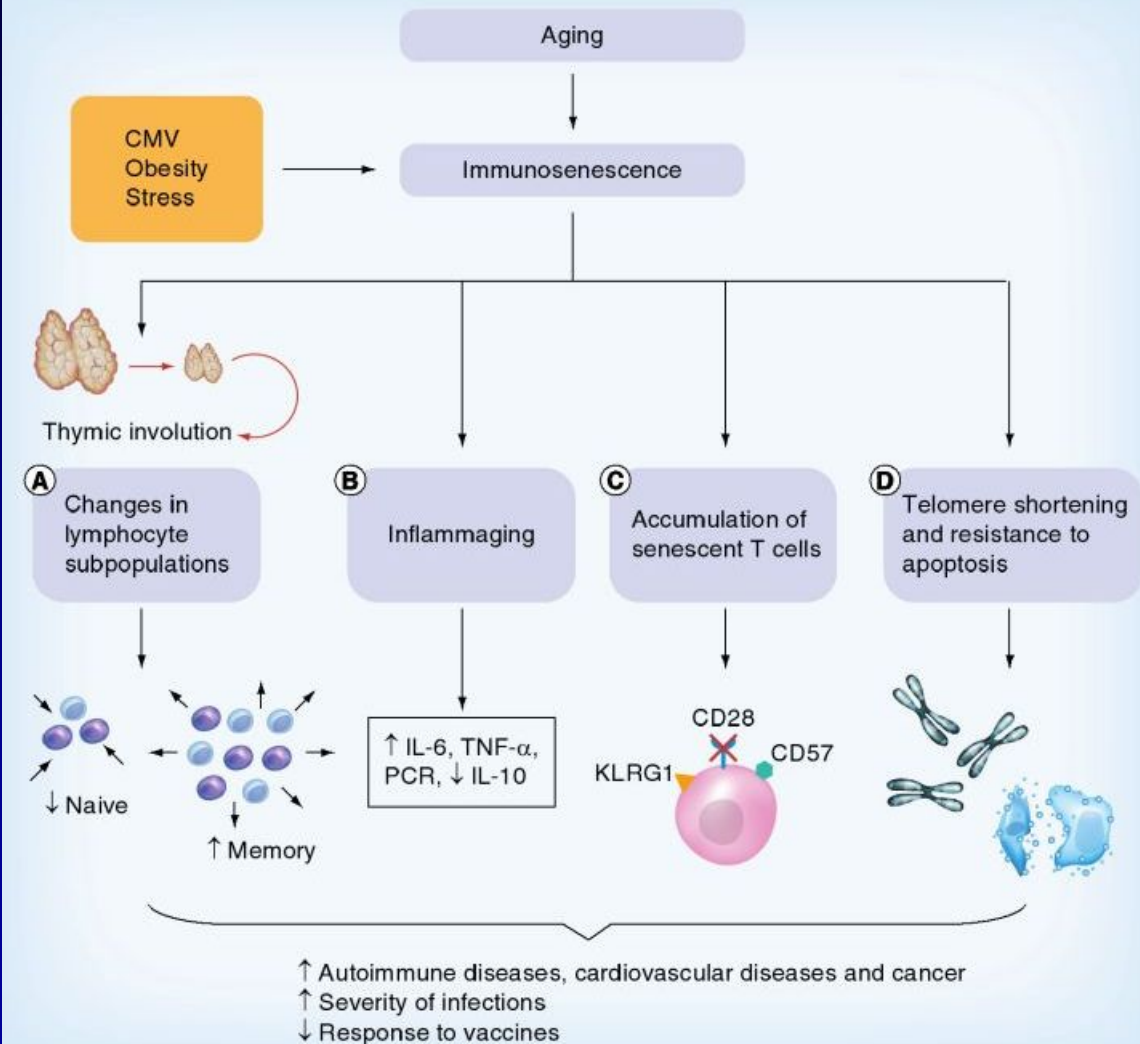 Aging
CMV
Obesity
Stress
Immunosenescence
Thymic involution
A
Changes in
lymphocyte
subpopulations
B
Inflammaging
C
Accumulation of
senescent T cells
D
Telomere shortening
and resistance to
apoptosis
↓ Naive
↑ Memory
↑ IL-6, TNF-α,
PCR, ↓ IL-10
CD28
CD57
KLRG1
↑ Autoimmune diseases, cardiovascular diseases and cancer
↑ Severity of infections
↓ Response to vaccines